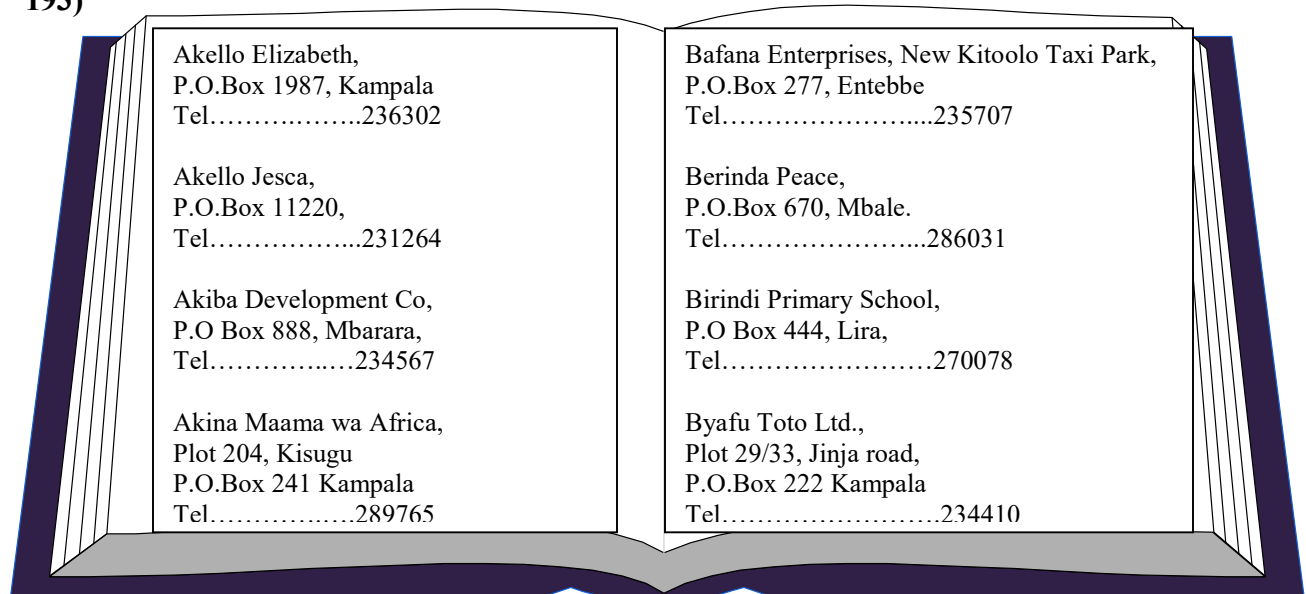 195)
Akello Elizabeth,
P.O.Box 1987, Kampala
Tel……….……..236302
Akello Jesca,
P.O.Box 11220,
Tel……………...231264
Akiba Development Co,
P.O Box 888, Mbarara,
Tel…………..…234567
Akina Maama wa Africa,
Plot 204, Kisugu
P.O.Box 241 Kampala
Tel………….….289765
Bafana Enterprises, New Kitoolo Taxi Park,
P.O.Box 277, Entebbe
Tel…………………....235707
Berinda Peace,
P.O.Box 670, Mbale.
Tel…………………...286031
Birindi Primary School,
P.O Box 444, Lira,
Tel……………………270078
Byafu Toto Ltd.,
Plot 29/33, Jinja road,
P.O.Box 222 Kampala
Tel…………………….234410